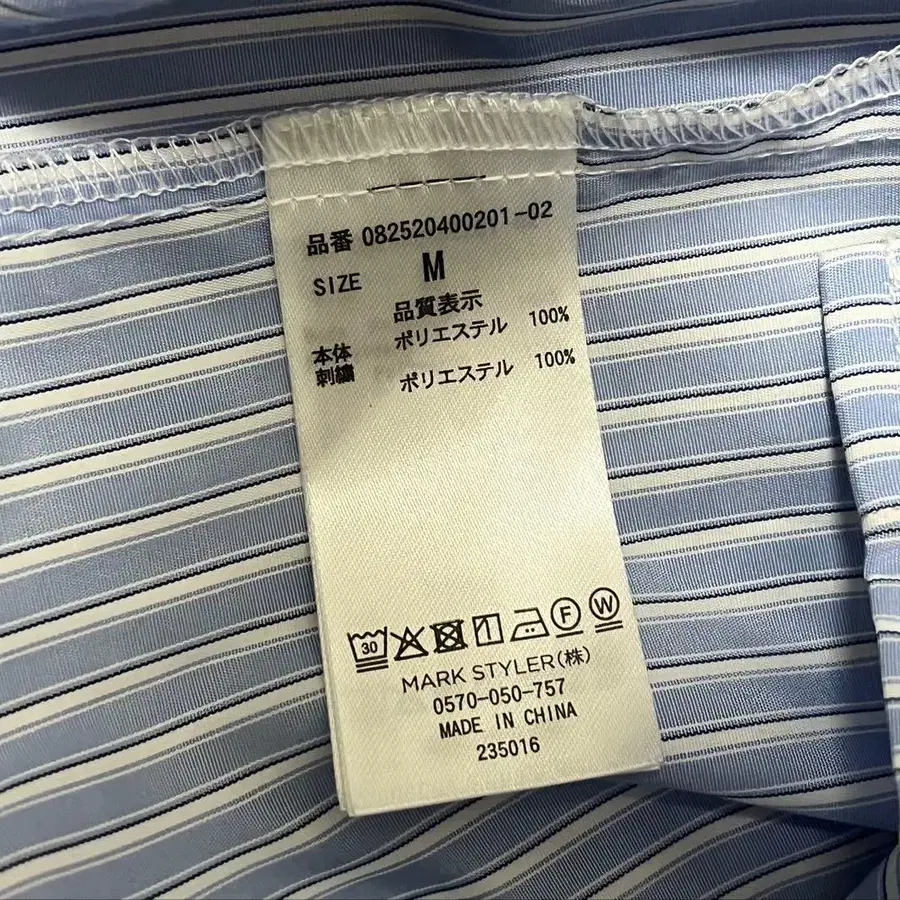 品番 082520400201-02
SIZE M
品質表示
本体 ポリエステル 100%
刺繍 ポリエステル 100%
30 F W
MARK STYLER(株)
0570-050-757
MADE IN CHINA
235016